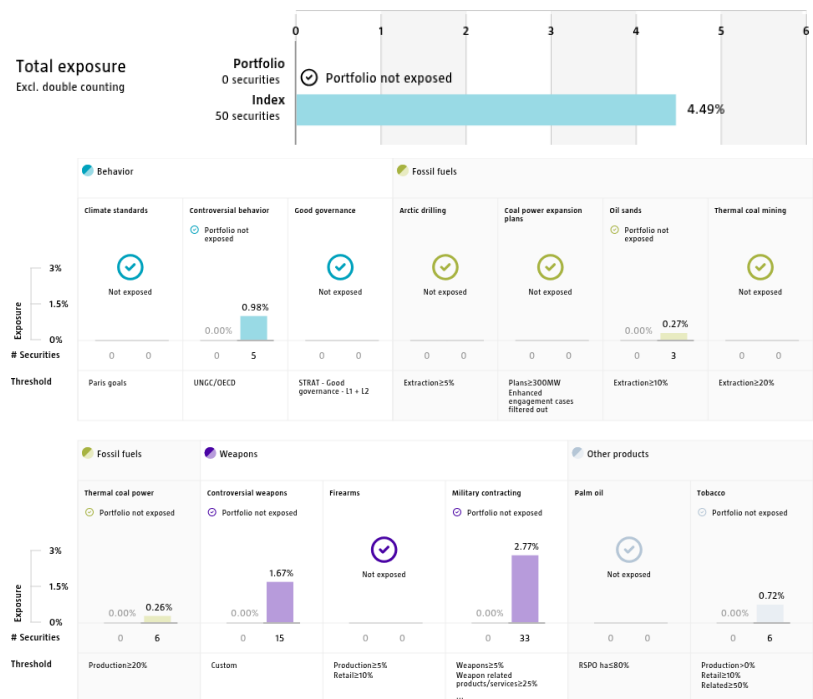 0 1 2 3 4 5 6
Total exposure
Excl. double counting
Portfolio
0 securities
Portfolio not exposed
Index
50 securities
4.49%
Behavior
Fossil fuels
Climate standards
Controversial behavior
Good governance
Arctic drilling
Coal power expansion
plans
Oil sands
Thermal coal mining
Portfolio not
exposed
Portfolio not
exposed
Not exposed
Not exposed
Not exposed
Not exposed
Not exposed
Exposure
3%
1.5%
0%
0.00%
0.98%
0.00%
0.27%
# Securities
0 0
0 5
0 0
0 0
0 0
0 3
0 0
Threshold
Paris goals
UNGC/OECD
STRAT - Good
governance - L1 + L2
Extraction≥5%
Plans≥300MW
Enhanced
engagement cases
filtered out
Extraction≥10%
Extraction≥20%
Fossil fuels
Weapons
Other products
Thermal coal power
Controversial weapons
Firearms
Military contracting
Palm oil
Tobacco
Portfolio not exposed
Portfolio not exposed
Portfolio not exposed
Portfolio not exposed
Not exposed
Not exposed
Exposure
3%
1.5%
0%
0.00%
0.26%
0.00%
1.67%
0.00%
2.77%
0.00%
0.72%
# Securities
0 6
0 15
0 0
0 33
0 0
0 6
Threshold
Production≥20%
Custom
Production≥5%
Retail≥10%
Weapons≥5%
Weapon related
products/services≥25%
RSPO ha≤80%
Production>0%
Retail≥10%
Related≥50%